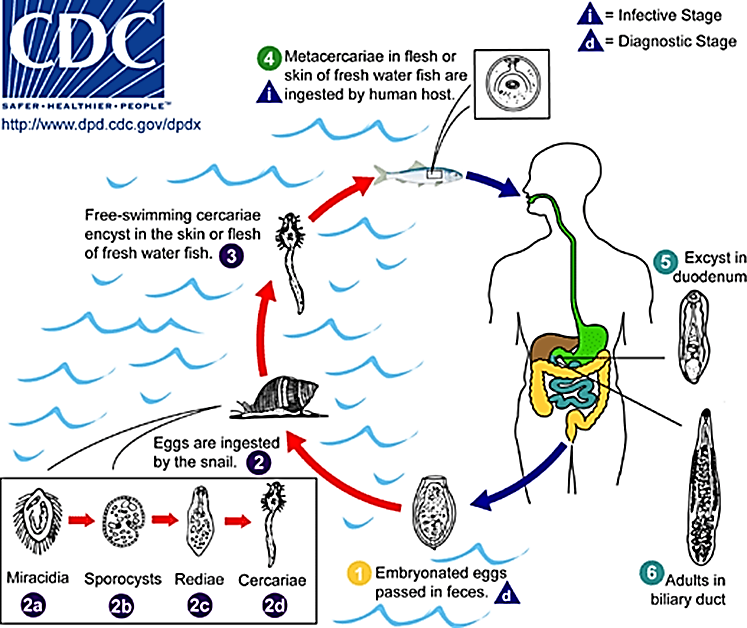 CDC
SAFER·HEALTHIER·PEOPLE™
http://www.dpd.cdc.gov/dpdx
i = Infective Stage
d = Diagnostic Stage
4 Metacercariae in flesh or
skin of fresh water fish are
i ingested by human host.
Free-swimming cercariae
encyst in the skin or flesh
of fresh water fish. 3
5 Excyst in
duodenum
Eggs are ingested
by the snail. 2
Miracidia
Sporocysts
Rediae
Cercariae
2a
2b
2c
2d
1 Embryonated eggs
passed in feces. d
6 Adults in
biliary duct